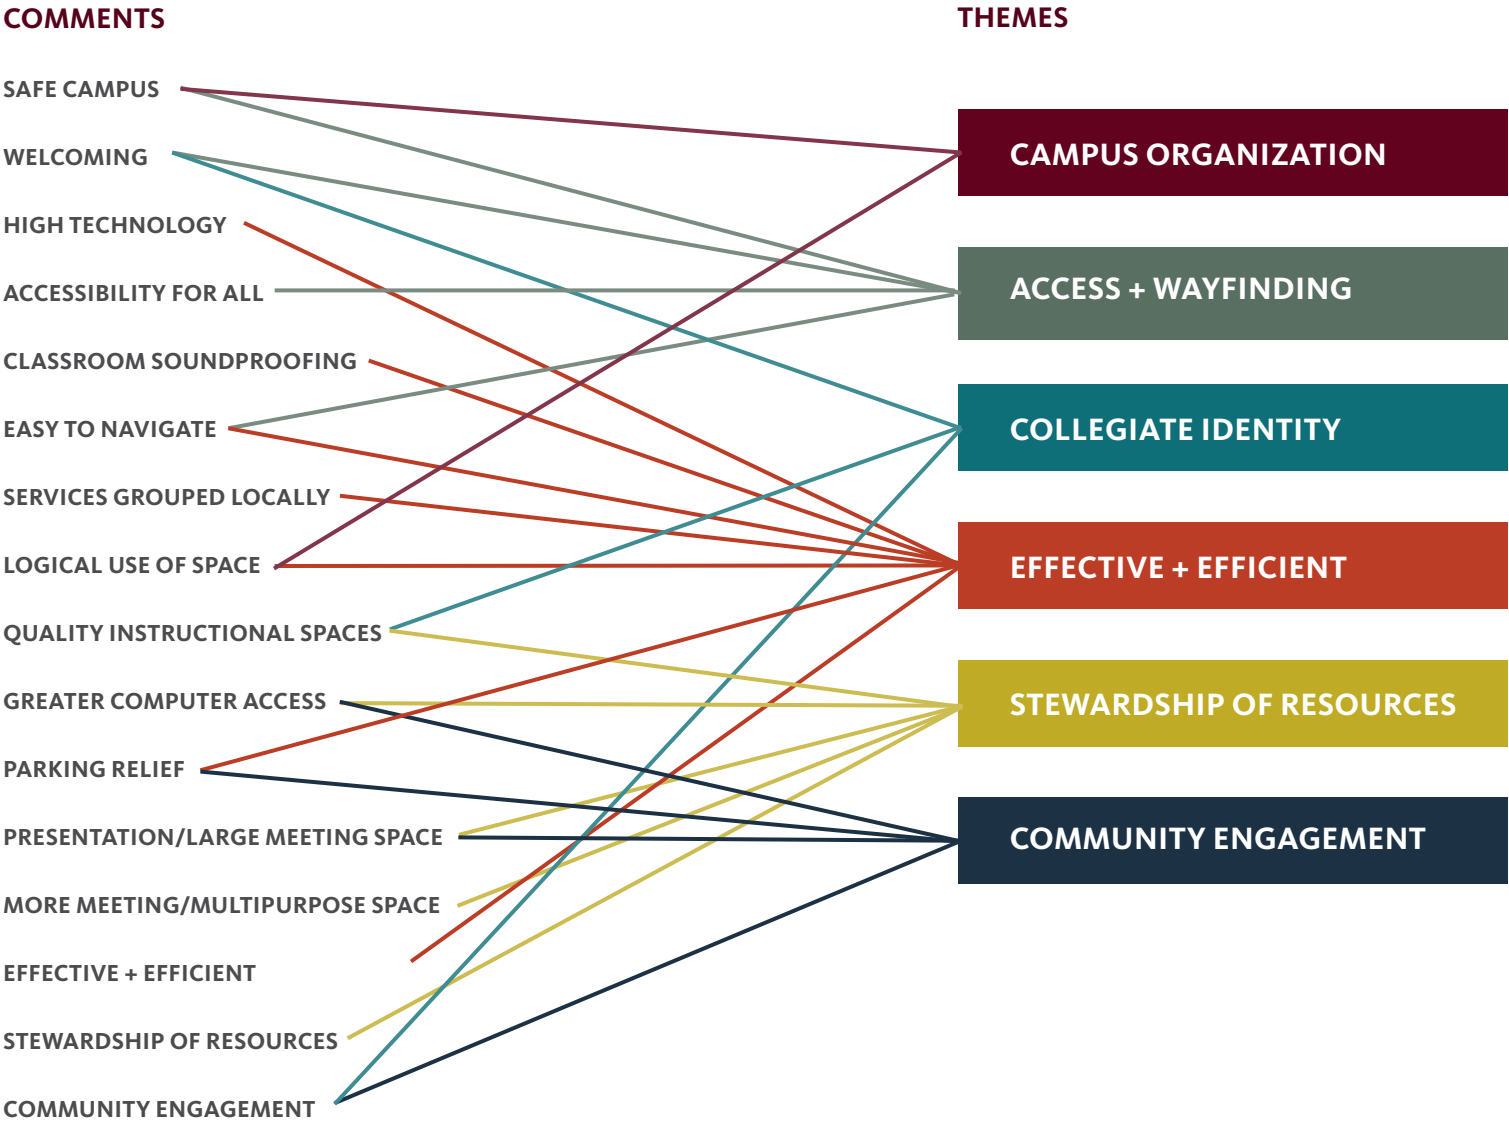 COMMENTS
SAFE CAMPUS
WELCOMING
HIGH TECHNOLOGY
ACCESSIBILITY FOR ALL
CLASSROOM SOUNDPROOFING
EASY TO NAVIGATE
SERVICES GROUPED LOCALLY
LOGICAL USE OF SPACE
QUALITY INSTRUCTIONAL SPACES
GREATER COMPUTER ACCESS
PARKING RELIEF
PRESENTATION/LARGE MEETING SPACE
MORE MEETING/MULTIPURPOSE SPACE
EFFECTIVE + EFFICIENT
STEWARDSHIP OF RESOURCES
COMMUNITY ENGAGEMENT
THEMES
CAMPUS ORGANIZATION
ACCESS + WAYFINDING
COLLEGIATE IDENTITY
EFFECTIVE + EFFICIENT
STEWARDSHIP OF RESOURCES
COMMUNITY ENGAGEMENT